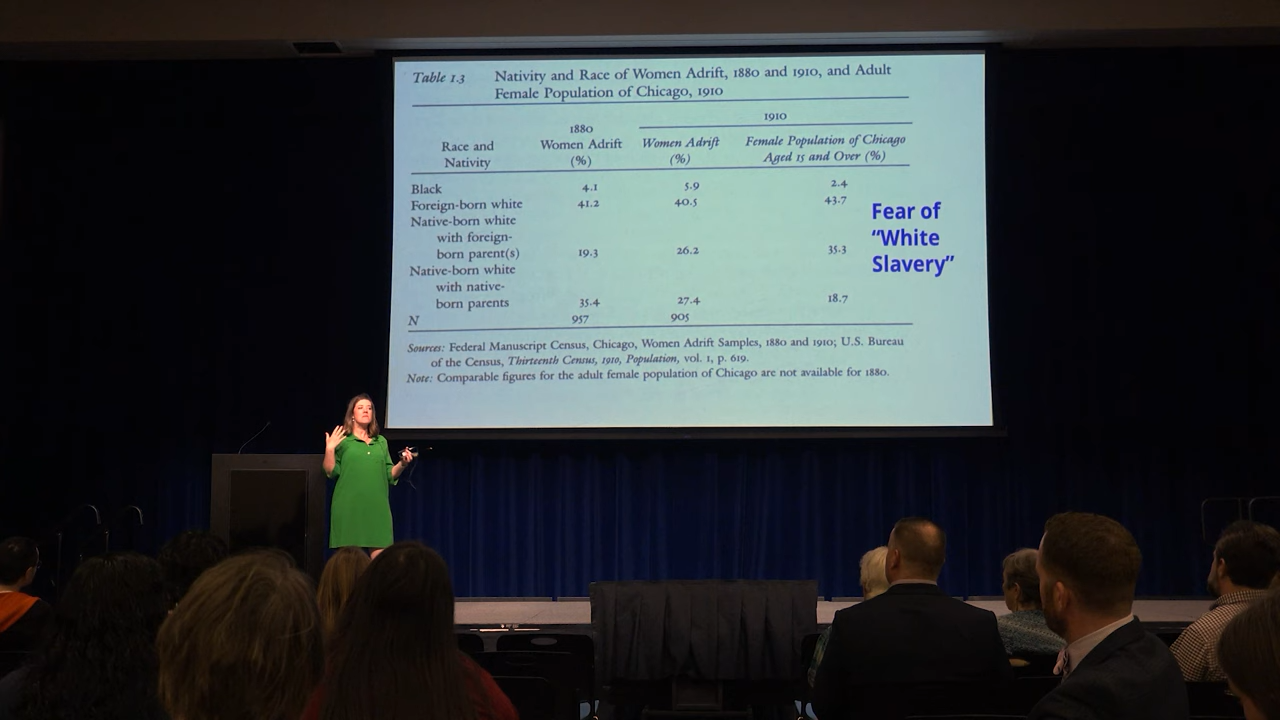 Table 1.3 Nativity and Race of Women Adrift, 1880 and 1910, and Adult
Female Population of Chicago, 1910
1910
1880
Race and Women Adrift Women Adrift Female Population of Chicago
Nativity (%) (%) Aged 15 and Over (%)
Black 4.1 5.9 2.4
Foreign-born white 41.2 40.5 43.7
Native-born white
with foreign-
born parent(s) 19.3 26.2 35.3
Native-born white
with native-
born parents 35.4 27.4 18.7
N 957 905
Fear of
“White
Slavery”
Sources: Federal Manuscript Census, Chicago, Women Adrift Samples, 1880 and 1910; U.S. Bureau
of the Census, Thirteenth Census, 1910, Population, vol. 1, p. 619.
Note: Comparable figures for the adult female population of Chicago are not available for 1880.